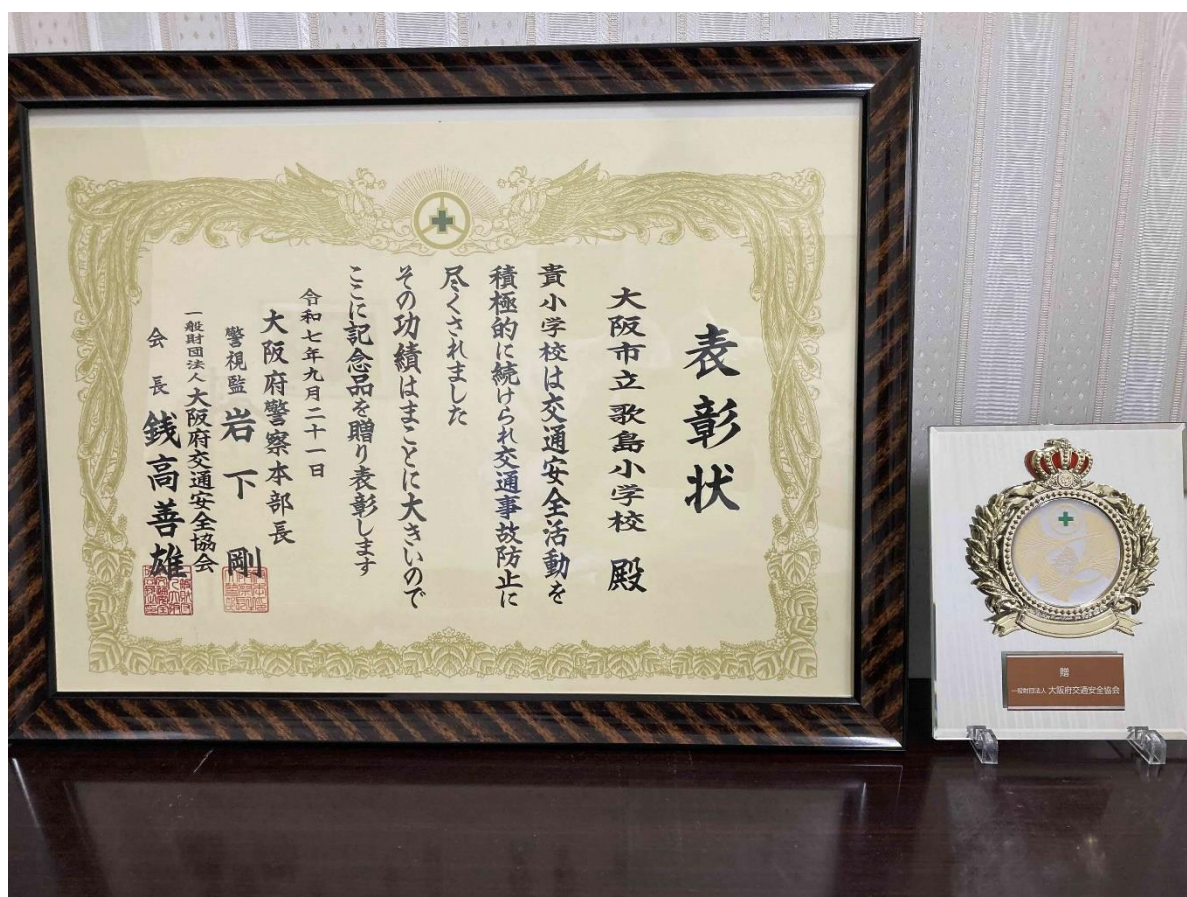 表彰状
大阪市立歌島小学校 殿
貴小学校は交通安全活動を
積極的に続けられ交通事故防止に
尽くされました
その功績はまことに大きいので
ここに記念品を贈り表彰します
令和七年九月二十一日
大阪府警察本部長
警視監 岩下 剛
一般財団法人大阪府交通安全協会
会長 銭高善雄
贈
一般財団法人 大阪府交通安全協会